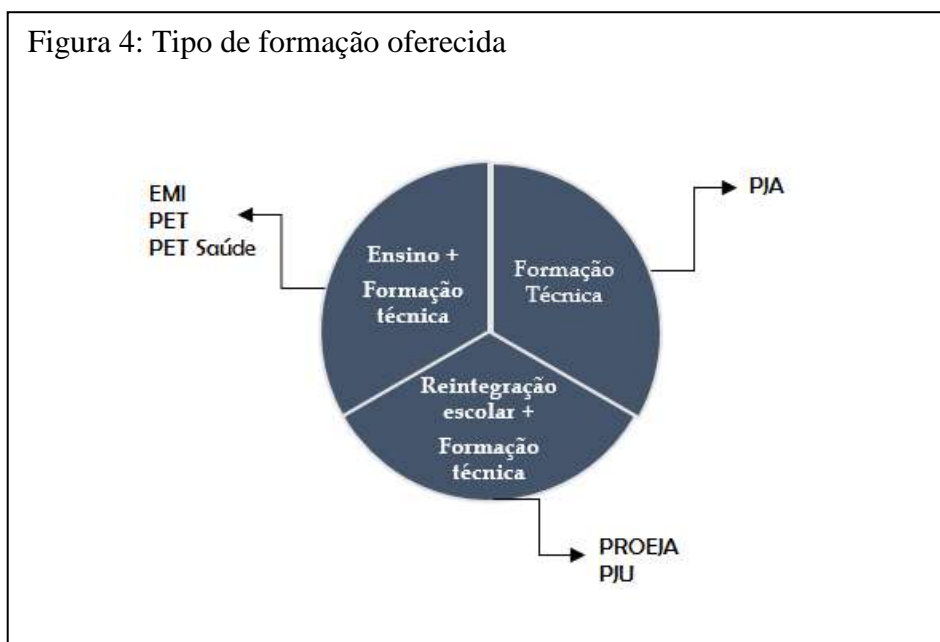 Figura 4: Tipo de formação oferecida
EMI
PET
PET Saúde
Ensino +
Formação
técnica
Formação
Técnica
PJA
Reintegração
escolar +
Formação
técnica
PROEJA
PJU